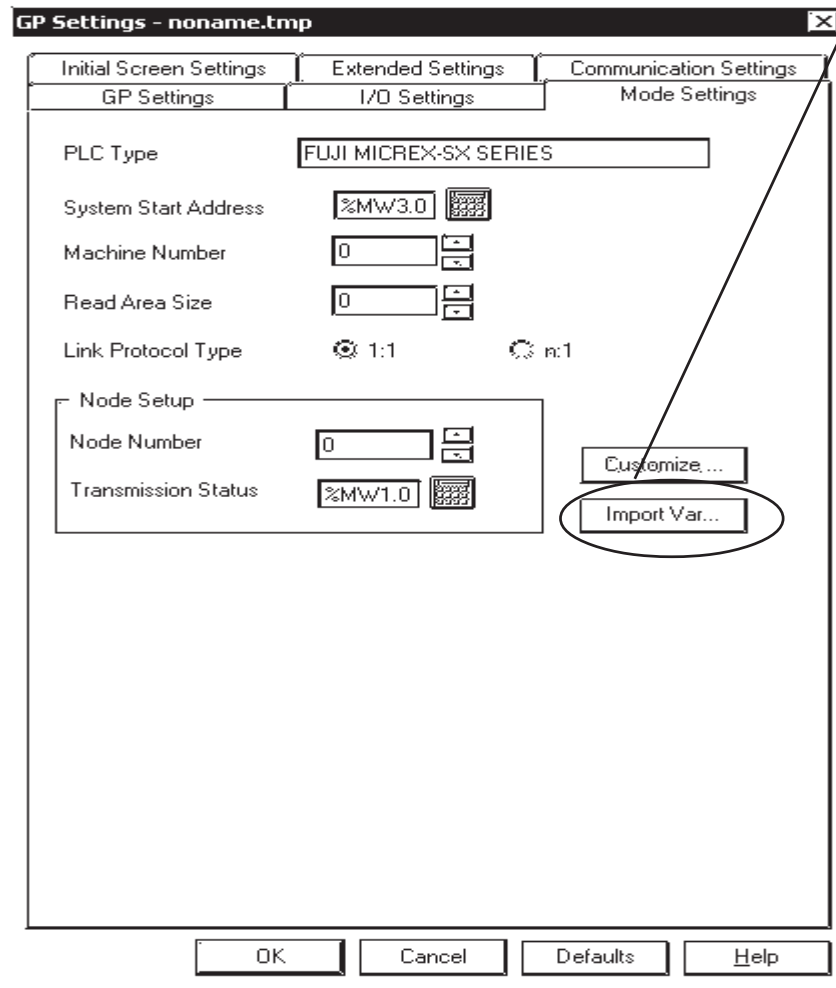 GP Settings - noname.tmp
Initial Screen Settings Extended Settings Communication Settings
GP Settings I/O Settings Mode Settings
PLC Type FUJI MICREX-SX SERIES
System Start Address %MW3.0
Machine Number 0
Read Area Size 0
Link Protocol Type 1:1 n:1
Node Setup
Node Number 0
Customize ...
Transmission Status %MW1.0
Import Var...
OK Cancel Defaults Help